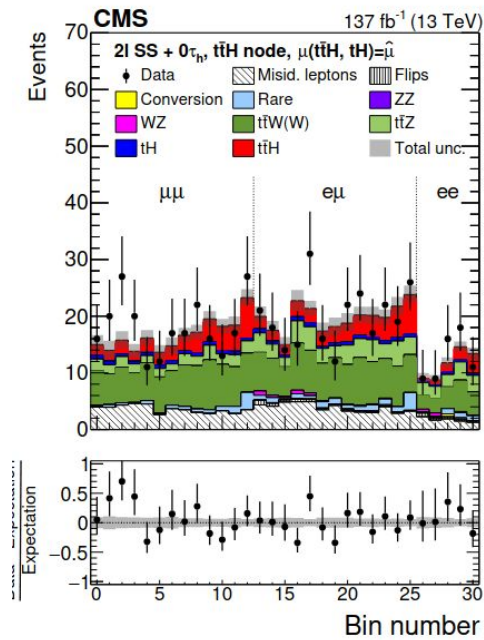 CMS 137 fb⁻¹ (13 TeV)
70
2l SS + 0τₕ, tt̄H node, μ(tt̄H, tH)=μ̂
Data Misid. leptons Flips
Conversion Rare ZZ
WZ tt̄W(W) tt̄Z
tH tt̄H Total unc.
60
50
40
30
20
10
0
Events
μμ eμ ee
1
0.5
0
−0.5
−1
Expectation
0 5 10 15 20 25 30
Bin number